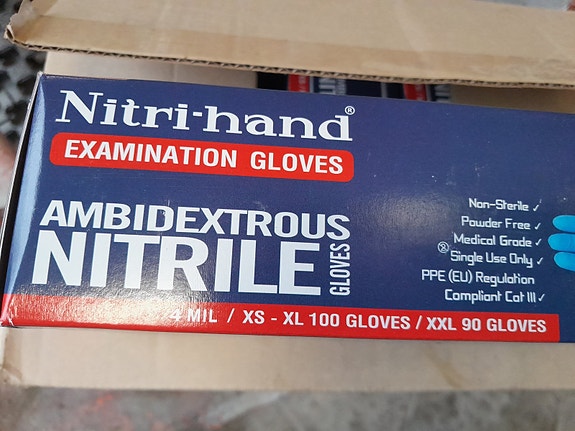 Nitri-hand®
EXAMINATION GLOVES
AMBIDEXTROUS
NITRILE GLOVES
Non-Sterile ✓
Powder Free ✓
Medical Grade ✓
Single Use Only ✓
PPE (EU) Regulation
Compliant Cat III ✓
4 MIL / XS - XL 100 GLOVES / XXL 90 GLOVES